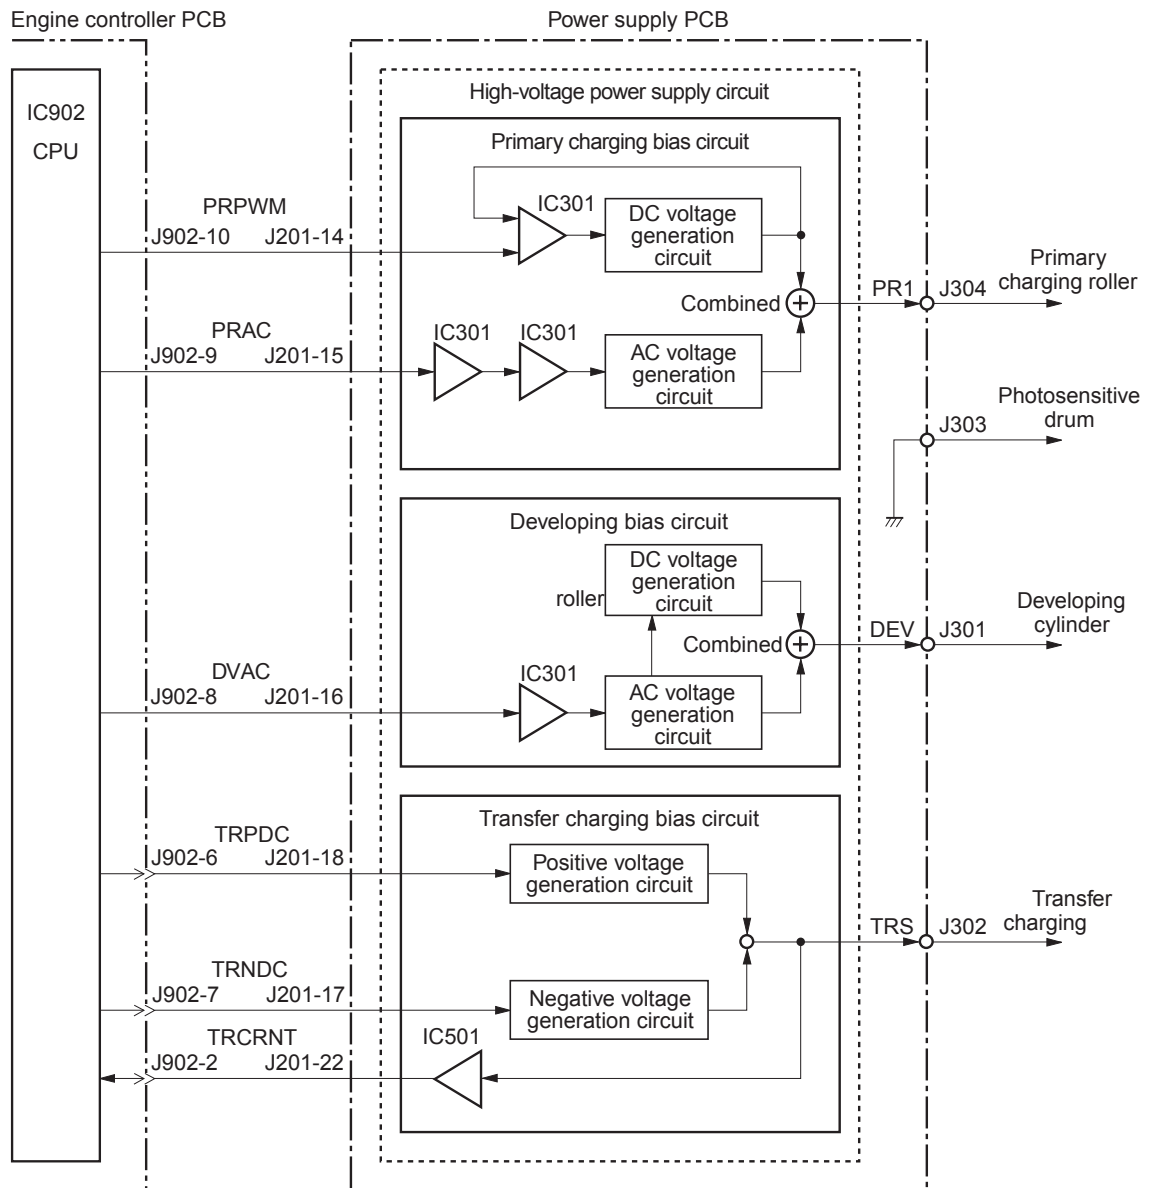 Engine controller PCB
Power supply PCB
IC902
CPU
High-voltage power supply circuit
Primary charging bias circuit
PRPWM
J902-10 J201-14
IC301
DC voltage
generation
circuit
Combined
PR1
J304
Primary
charging roller
PRAC
J902-9 J201-15
IC301
IC301
AC voltage
generation
circuit
Photosensitive
drum
J303
Developing bias circuit
DC voltage
generation
circuit
roller
Combined
DEV
J301
Developing
cylinder
DVAC
J902-8 J201-16
IC301
AC voltage
generation
circuit
Transfer charging bias circuit
TRPDC
J902-6 J201-18
Positive voltage
generation circuit
TRS
J302
Transfer
charging
TRNDC
J902-7 J201-17
Negative voltage
generation circuit
TRCRNT
J902-2 J201-22
IC501